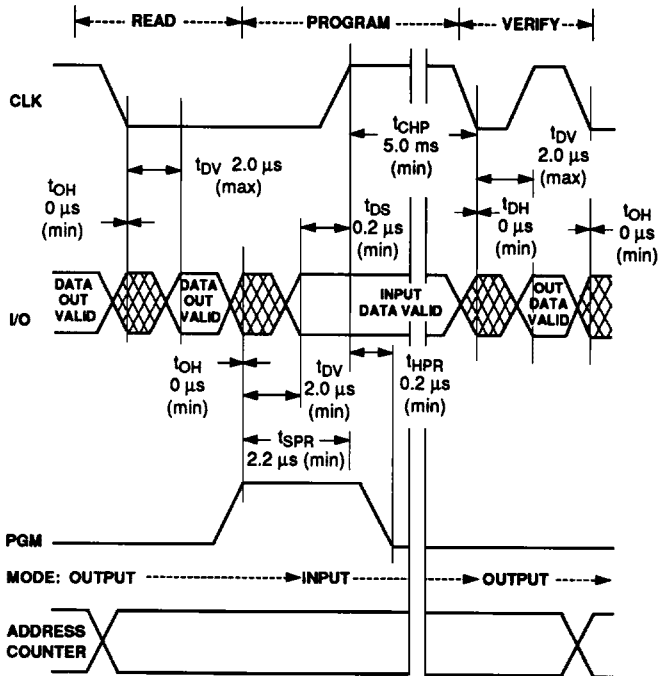 READ PROGRAM VERIFY
CLK
tCHP
5.0 ms
(min)
tDV 2.0 µs
(max)
tDV
2.0 µs
(max)
tOH
0 µs
(min)
tDS
0.2 µs
(min)
tDH
0 µs
(min)
tOH
0 µs
(min)
I/O
DATA
OUT
VALID
DATA
OUT
VALID
INPUT
DATA VALID
OUT
DATA
VALID
tOH
0 µs
(min)
tDV
2.0 µs
(min)
tHPR
0.2 µs
(min)
tSPR
2.2 µs (min)
PGM
MODE: OUTPUT INPUT OUTPUT
ADDRESS
COUNTER